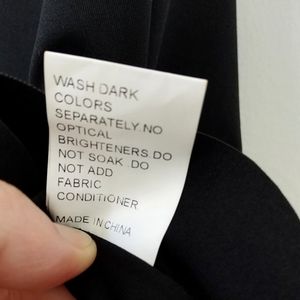 WASH DARK
COLORS
SEPARATELY.NO
OPTICAL
BRIGHTENERS.DO
NOT SOAK. DO
NOT ADD
FABRIC
CONDITIONER
MADE IN CHINA